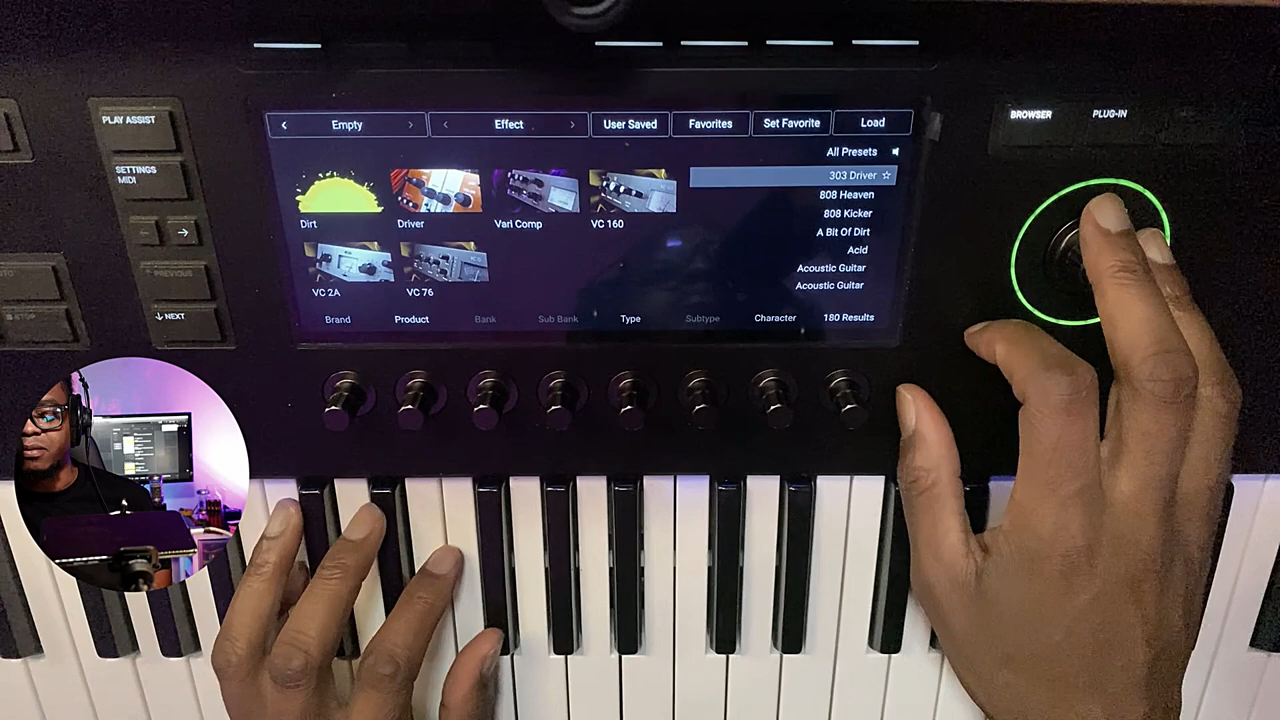 PLAY ASSIST
SETTINGS
MIDI
PREVIOUS
NEXT
STOP
Empty
Effect
User Saved
Favorites
Set Favorite
Load
All Presets
303 Driver
808 Heaven
808 Kicker
A Bit Of Dirt
Acid
Acoustic Guitar
Acoustic Guitar
Dirt
Driver
Vari Comp
VC 160
VC 2A
VC 76
Brand
Product
Bank
Sub Bank
Type
Subtype
Character
180 Results
BROWSER
PLUG-IN